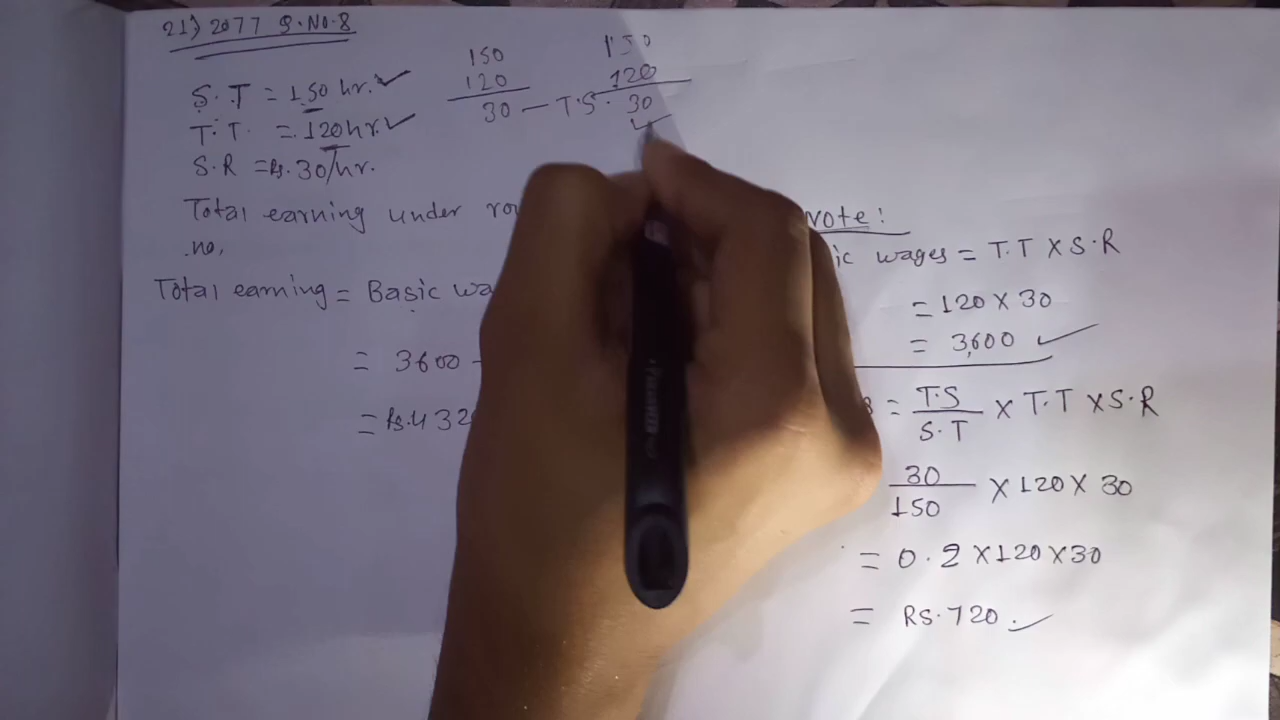 21) 2077 Q.No.8
S.T = 150 hr.
T.T. = 120 hr.
S.R = Rs. 30/hr.
150
120
30 — T.S.
150
120
30
Total earning under
no.
Total earning = Basic
= 3600
= Rs.432
Note:
wages = T.T X S.R
= 120 X 30
= 3,600
= T.S/S.T X T.T X S.R
30/150 X 120 X 30
= 0.2 X 120 X 30
= Rs.720.